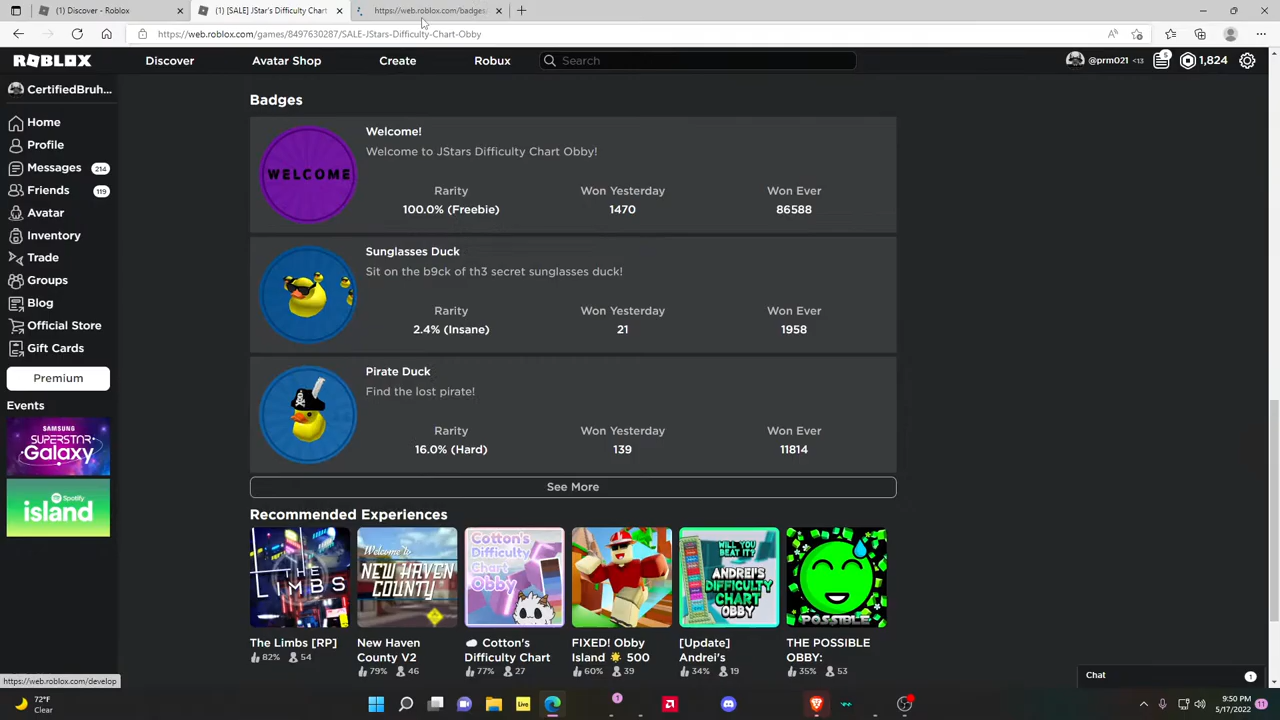 (1) Discover - Roblox
(1) [SALE] JStar's Difficulty Chart
https://web.roblox.com/badges
https://web.roblox.com/games/8497630287/SALE-JStars-Difficulty-Chart-Obby
ROBLOX
Discover
Avatar Shop
Create
Robux
Search
@prm021 <13
5
1,824
CertifiedBruh...
Home
Profile
Messages 214
Friends 119
Avatar
Inventory
Trade
Groups
Blog
Official Store
Gift Cards
Premium
Events
SAMSUNG
SUPERSTAR
Galaxy
Spotify
island
Badges
WELCOME
Welcome!
Welcome to JStars Difficulty Chart Obby!
Rarity Won Yesterday Won Ever
100.0% (Freebie) 1470 86588
Sunglasses Duck
Sit on the b9ck of th3 secret sunglasses duck!
Rarity Won Yesterday Won Ever
2.4% (Insane) 21 1958
Pirate Duck
Find the lost pirate!
Rarity Won Yesterday Won Ever
16.0% (Hard) 139 11814
See More
Recommended Experiences
THE LIMBS
Welcome to NEW HAVEN COUNTY
Cotton's Difficulty Chart Obby
WILL YOU BEAT IT?
ANDREI'S DIFFICULTY CHART OBBY
POSSIBLE
The Limbs [RP]
82% 54
New Haven
County V2
79% 46
☁ Cotton's
Difficulty Chart
77% 27
FIXED! Obby
Island 🌟 500
60% 39
[Update]
Andrei's
34% 19
THE POSSIBLE
OBBY:
35% 53
Chat 1
https://web.roblox.com/develop
72°F
Clear
Live
1
9:50 PM
5/17/2022
11